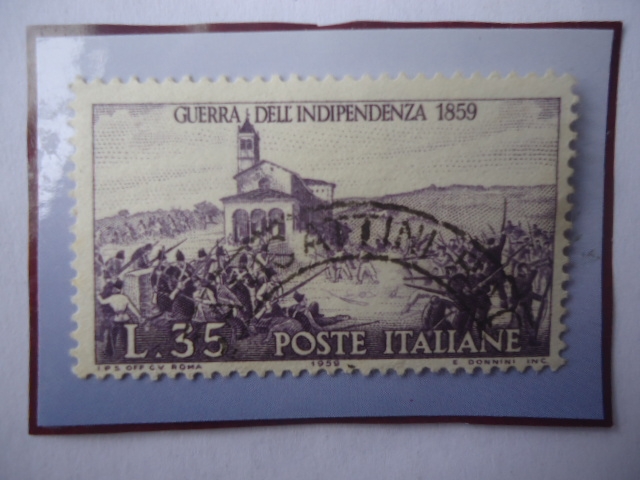 GUERRA DELL'INDIPENDENZA 1859
L.35 POSTE ITALIANE
I.P.S. OFF. C.V. ROMA 1959 E. DONNINI INC.